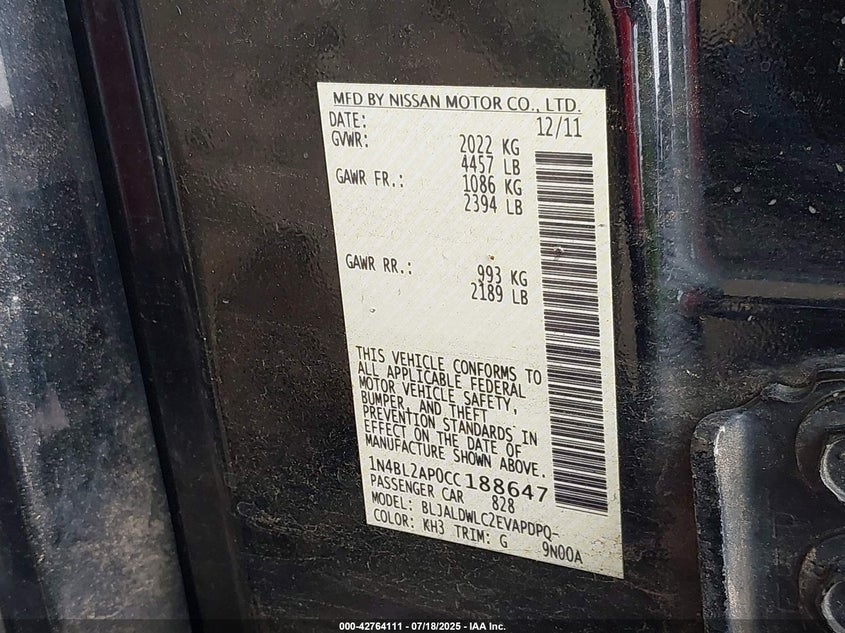 MFD BY NISSAN MOTOR CO., LTD.
DATE: 12/11
GVWR: 2022 KG
4457 LB
GAWR FR.: 1086 KG
2394 LB
GAWR RR.: 993 KG
2189 LB
THIS VEHICLE CONFORMS TO
ALL APPLICABLE FEDERAL
MOTOR VEHICLE SAFETY,
BUMPER, AND THEFT
PREVENTION STANDARDS IN
EFFECT ON THE DATE OF
MANUFACTURE SHOWN ABOVE.
1N4BL2AP0CC188647
PASSENGER CAR 828
MODEL: BLJALDWLC2EVAPDPQ-
COLOR: KH3 TRIM: G 9N00A
000-42764111 - 07/18/2025 - IAA Inc.